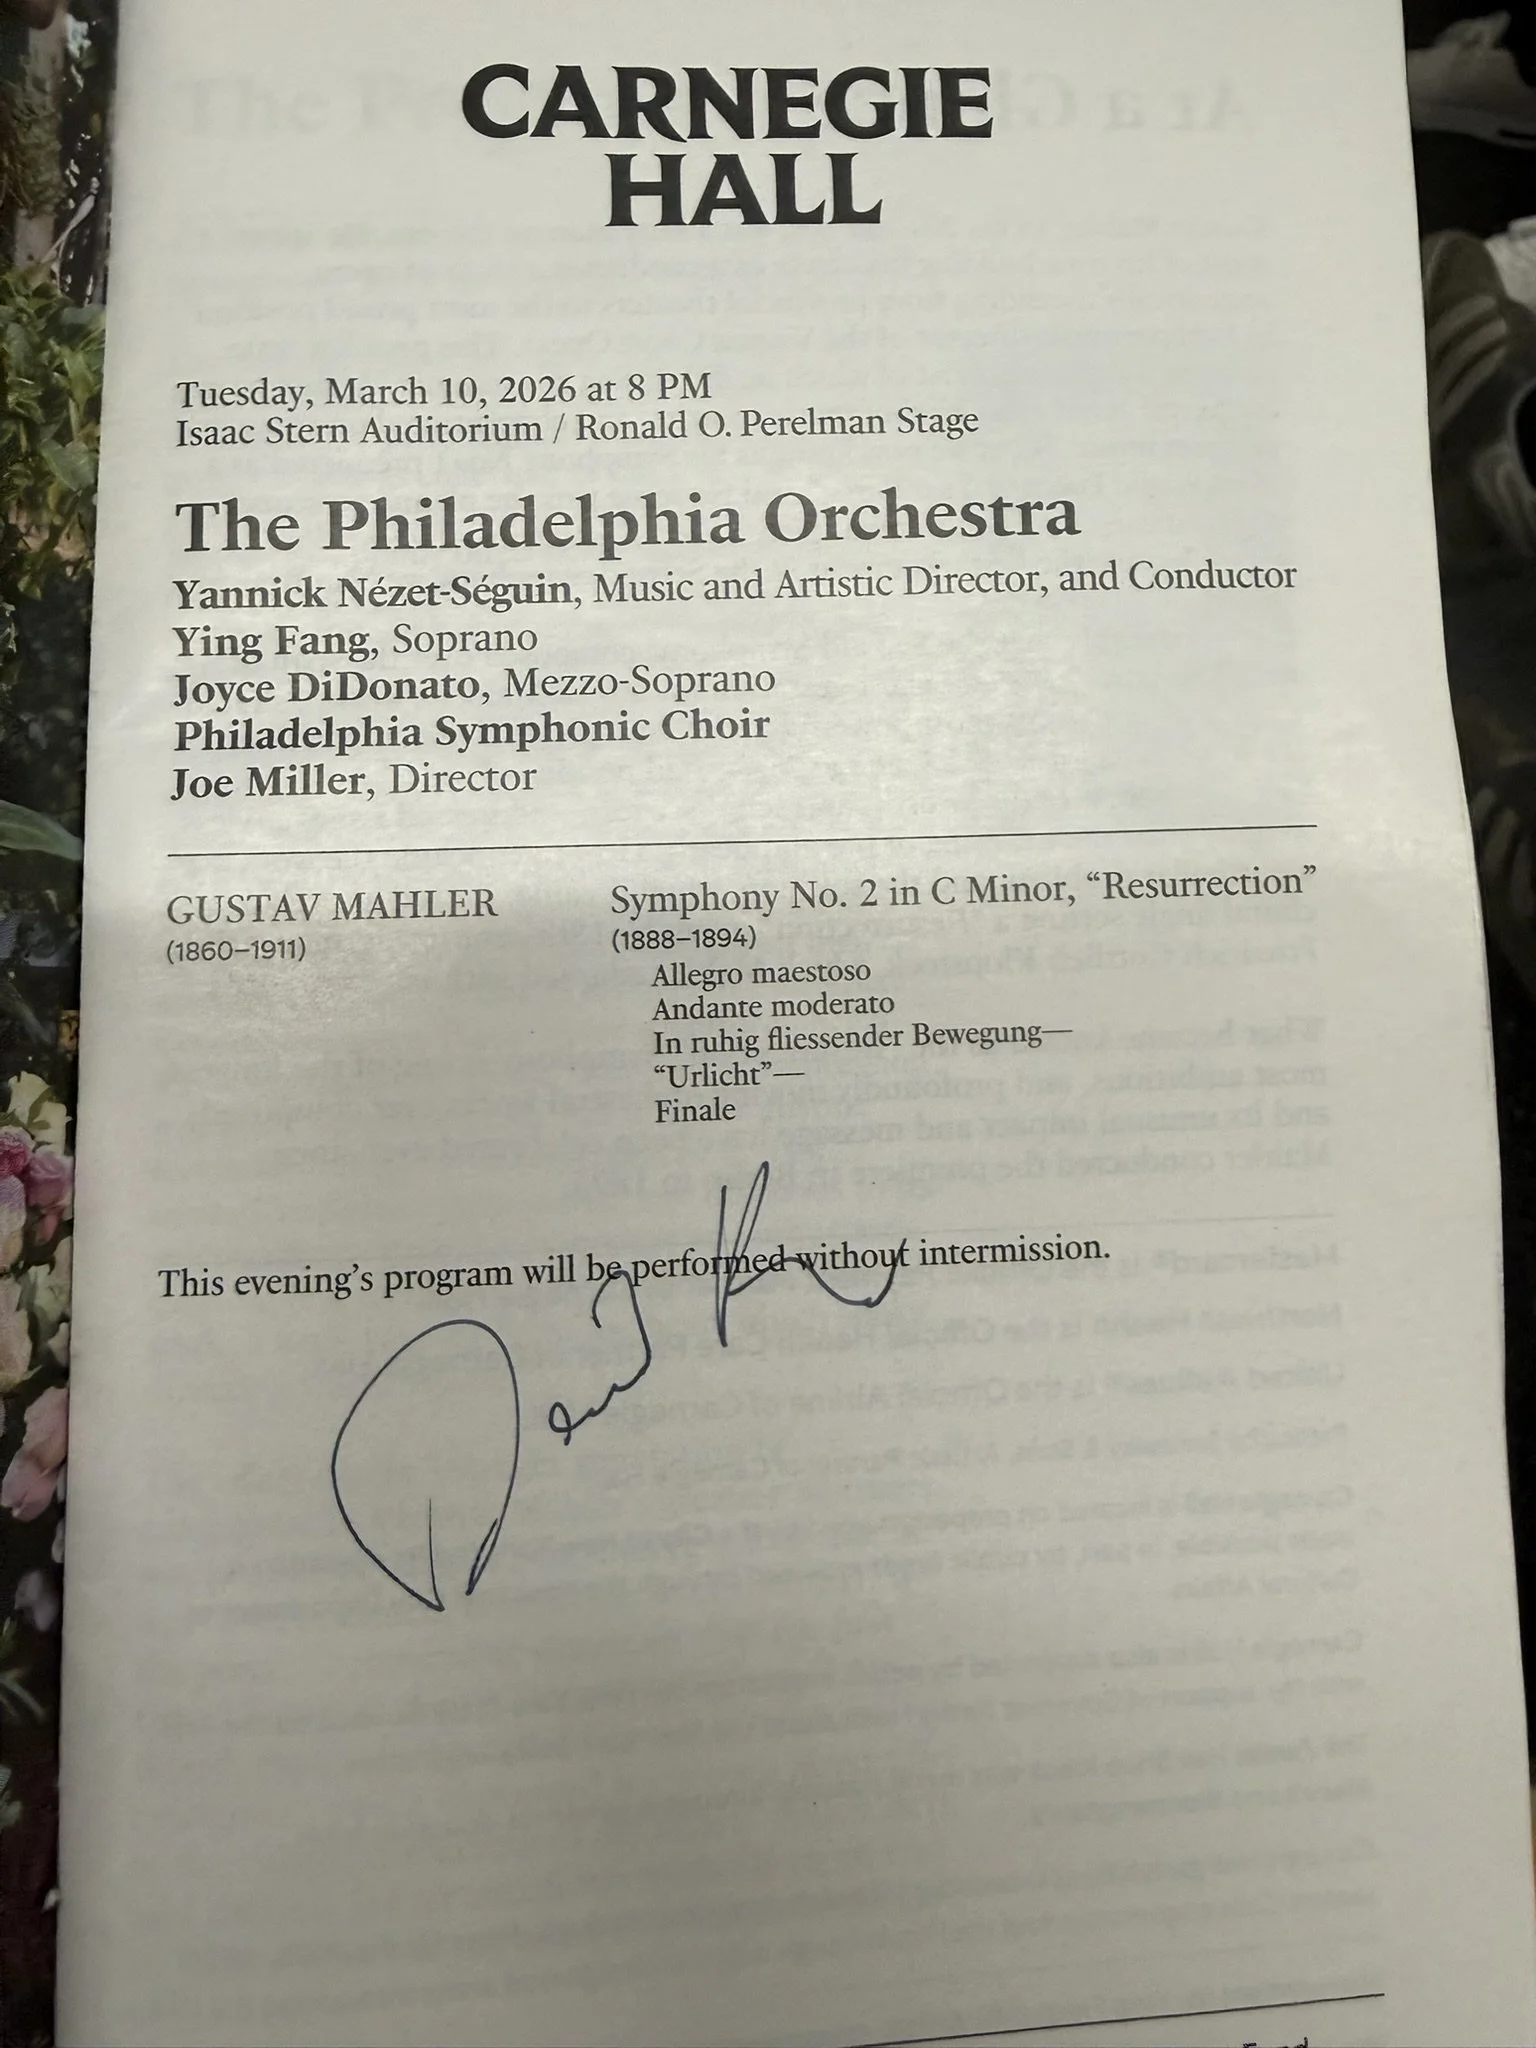 CARNEGIE
HALL
Tuesday, March 10, 2026 at 8 PM
Isaac Stern Auditorium / Ronald O. Perelman Stage
The Philadelphia Orchestra
Yannick Nézet-Séguin, Music and Artistic Director, and Conductor
Ying Fang, Soprano
Joyce DiDonato, Mezzo-Soprano
Philadelphia Symphonic Choir
Joe Miller, Director
GUSTAV MAHLER
(1860–1911)
Symphony No. 2 in C Minor, “Resurrection”
(1888–1894)
Allegro maestoso
Andante moderato
In ruhig fliessender Bewegung—
“Urlicht”—
Finale
This evening’s program will be performed without intermission.